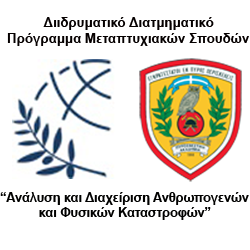 Διιδρυματικό Διατμηματικό
Πρόγραμμα Μεταπτυχιακών Σπουδών
“Ανάλυση και Διαχείριση Ανθρωπογενών
και Φυσικών Καταστροφών”